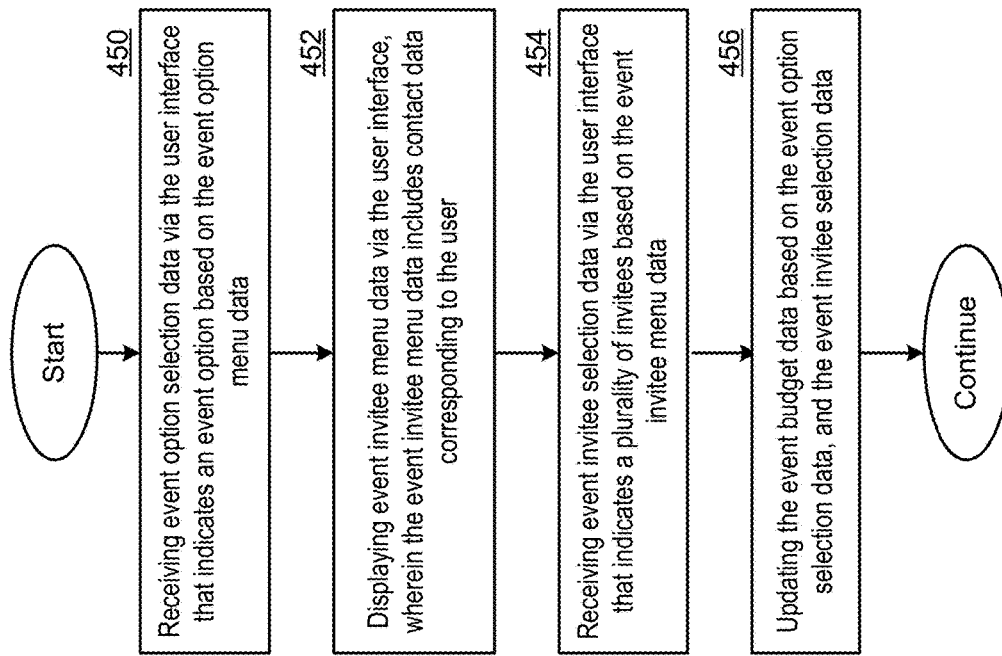 Start
450
Receiving event option selection data via the user interface
that indicates an event option based on the event option
menu data
452
Displaying event invitee menu data via the user interface,
wherein the event invitee menu data includes contact data
corresponding to the user
454
Receiving event invitee selection data via the user interface
that indicates a plurality of invitees based on the event
invitee menu data
456
Updating the event budget data based on the event option
selection data, and the event invitee selection data
Continue